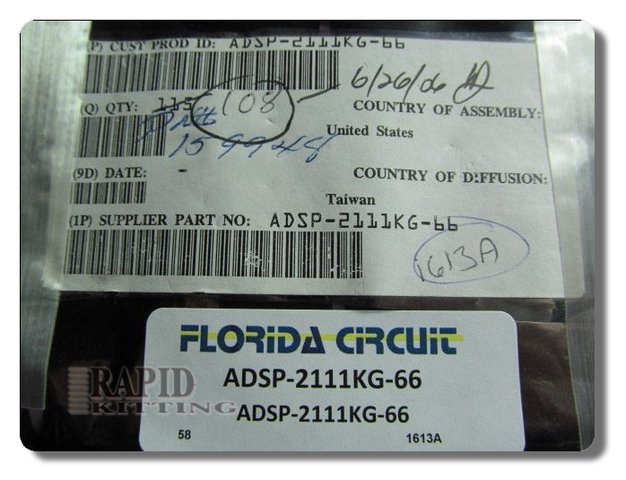 (P) CUST PROD ID: ADSP-2111KG-66
6/26/06
(Q) QTY: 115 108
COUNTRY OF ASSEMBLY:
159948
United States
(9D) DATE: -
COUNTRY OF DIFFUSION:
Taiwan
(1P) SUPPLIER PART NO: ADSP-2111KG-66
1613A
FLORIDA CIRCUIT
ADSP-2111KG-66
ADSP-2111KG-66
58 1613A
RAPID
KITTING